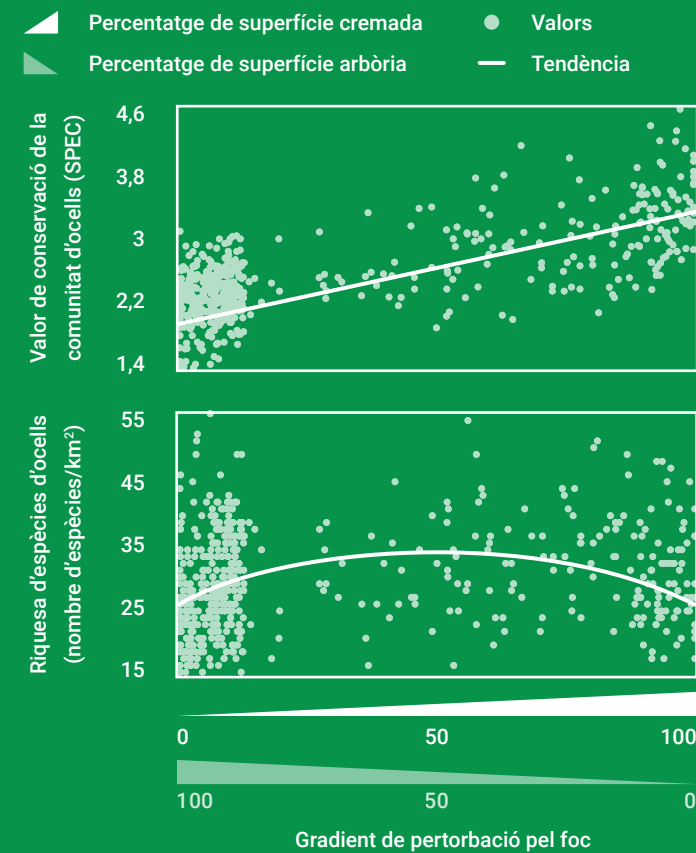 Percentatge de superfície cremada
Valors
Percentatge de superfície arbòria
Tendència
Valor de conservació de la
comunitat d'ocells (SPEC)
4,6
3,8
3
2,2
1,4
Riquesa d'espècies d'ocells
(nombre d'espècies/km²)
55
45
35
25
15
0 50 100
100 50 0
Gradient de pertorbació pel foc